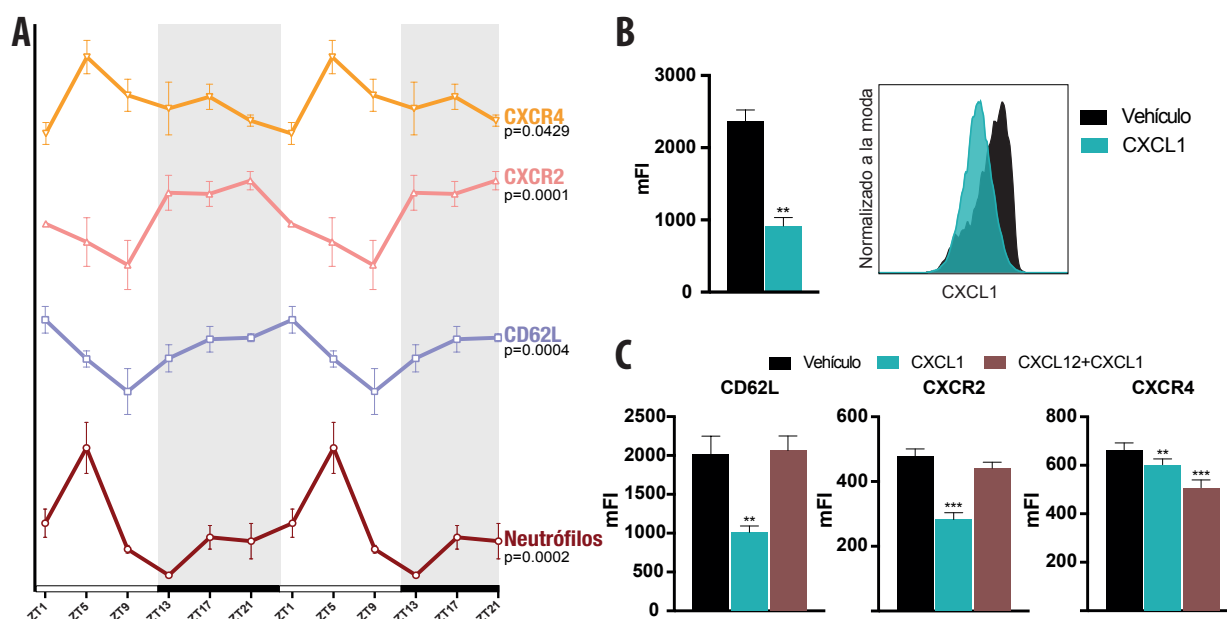 A
CXCR4
p=0.0429
CXCR2
p=0.0001
CD62L
p=0.0004
Neutrófilos
p=0.0002
ZT1 ZT5 ZT9 ZT13 ZT17 ZT21 ZT1 ZT5 ZT9 ZT13 ZT17 ZT21
B
mFI
3000
2000
1000
0
**
Normalizado a la moda
CXCL1
Vehículo
CXCL1
C
Vehículo CXCL1 CXCL12+CXCL1
CD62L
mFI
2500
2000
1500
1000
500
0
**
CXCR2
mFI
600
400
200
***
CXCR4
mFI
800
600
400
200
0
**
***